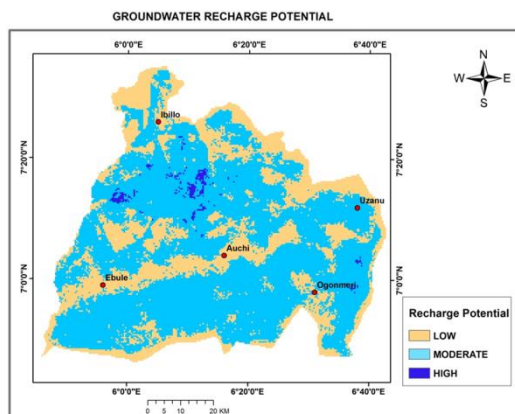 GROUNDWATER RECHARGE POTENTIAL
6°0'0"E 6°20'0"E 6°40'0"E
N
W E
S
Ibillo
7°20'0"N 7°20'0"N
Uzanu
Auchi
7°0'0"N 7°0'0"N
Ebule
Ogonmeri
Recharge Potential
LOW
MODERATE
HIGH
6°0'0"E 6°20'0"E 6°40'0"E
0 5 10 20 KM